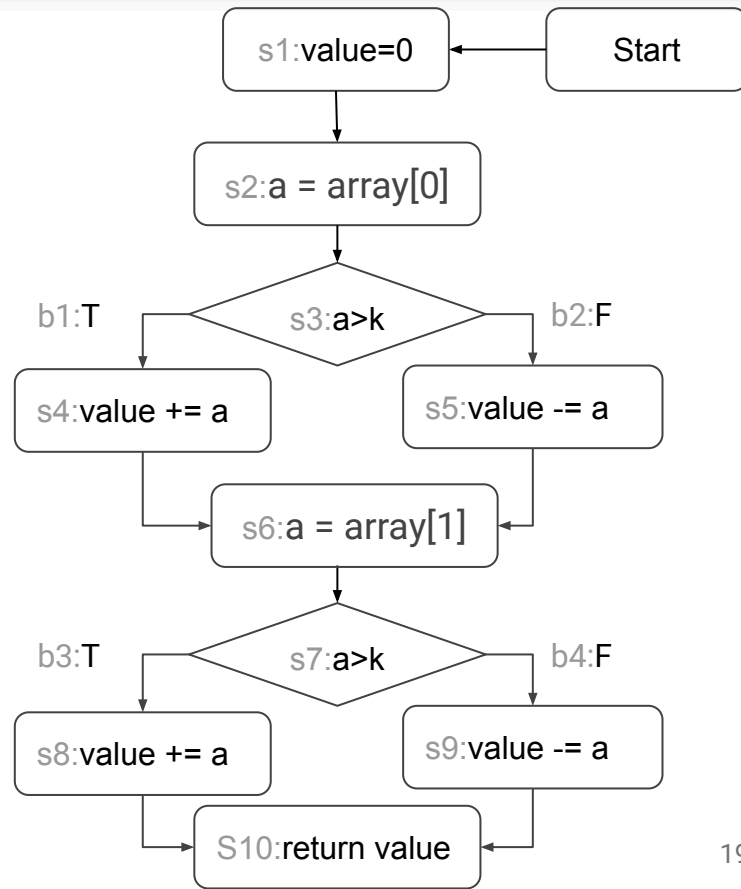 s1:value=0
Start
s2:a = array[0]
b1:T
s3:a>k
b2:F
s4:value += a
s5:value -= a
s6:a = array[1]
b3:T
s7:a>k
b4:F
s8:value += a
s9:value -= a
S10:return value
19